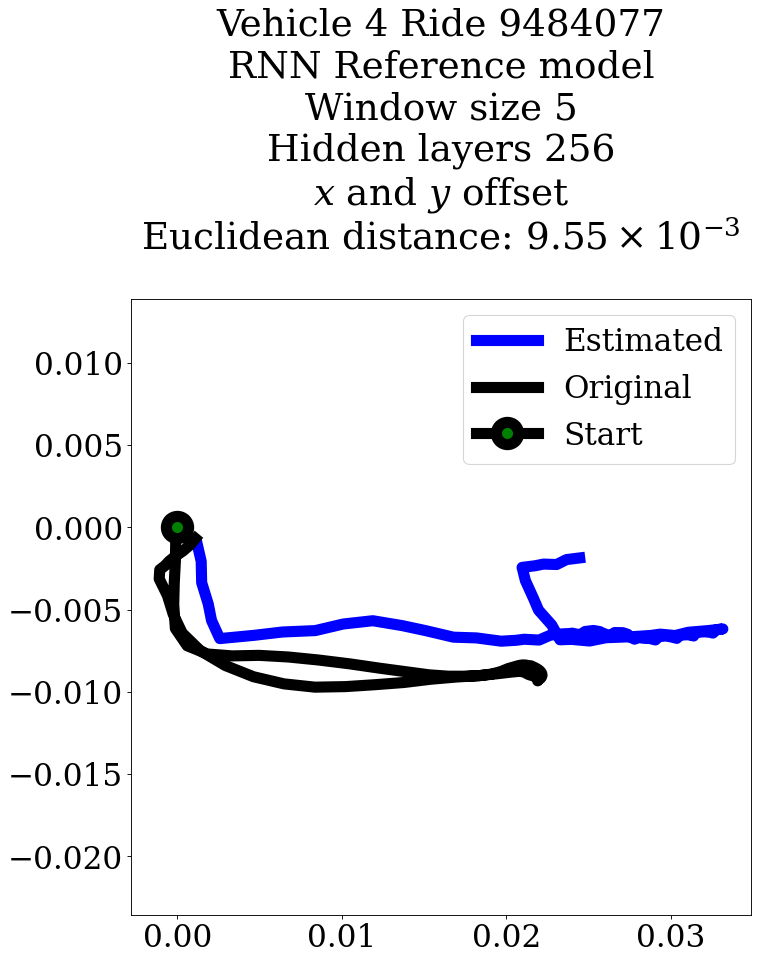 Vehicle 4 Ride 9484077
RNN Reference model
Window size 5
Hidden layers 256
x and y offset
Euclidean distance: 9.55 × 10⁻³
Estimated
Original
Start
0.010
0.005
0.000
−0.005
−0.010
−0.015
−0.020
0.00 0.01 0.02 0.03